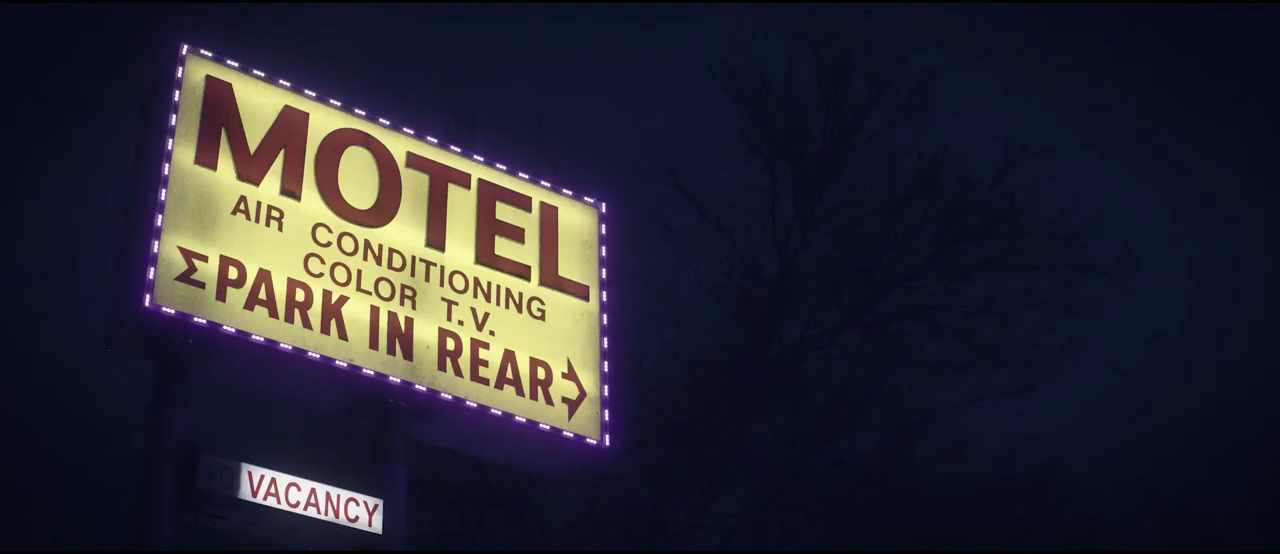 MOTEL
AIR CONDITIONING
COLOR T.V.
PARK IN REAR
VACANCY